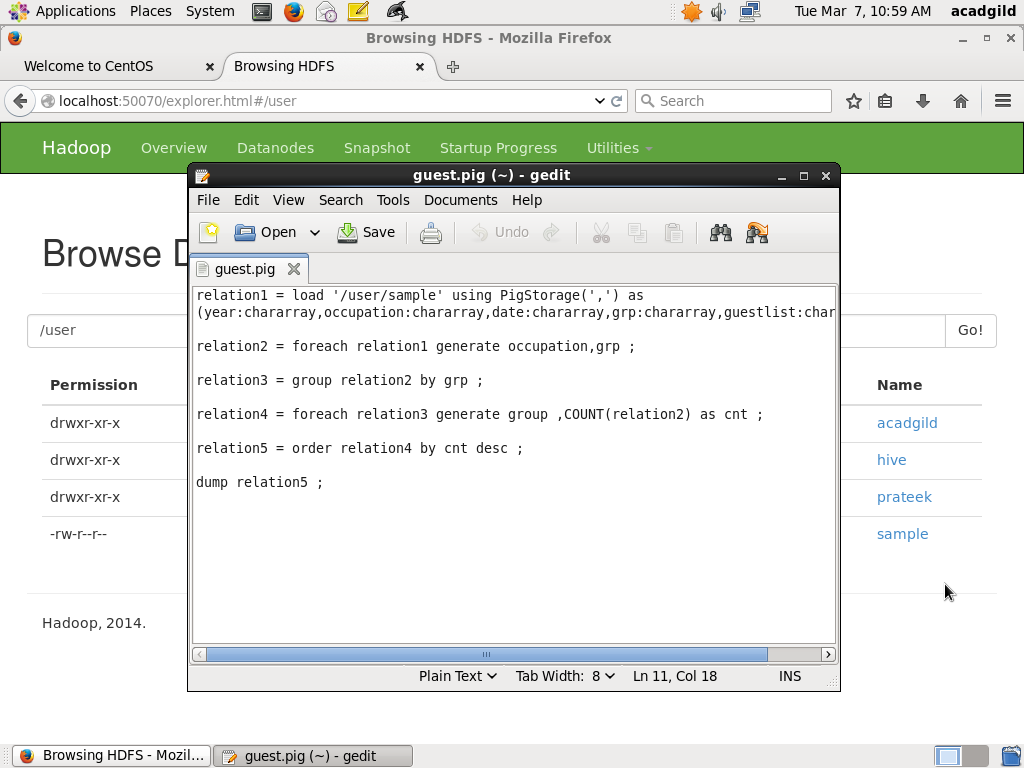 Applications Places System Tue Mar 7, 10:59 AM acadgild
Browsing HDFS - Mozilla Firefox
Welcome to CentOS Browsing HDFS
localhost:50070/explorer.html#/user Search
Hadoop Overview Datanodes Snapshot Startup Progress Utilities
guest.pig (~) - gedit
File Edit View Search Tools Documents Help
Open Save Undo
guest.pig
relation1 = load '/user/sample' using PigStorage(',') as
(year:chararray,occupation:chararray,date:chararray,grp:chararray,guestlist:char
relation2 = foreach relation1 generate occupation,grp ;
relation3 = group relation2 by grp ;
relation4 = foreach relation3 generate group ,COUNT(relation2) as cnt ;
relation5 = order relation4 by cnt desc ;
dump relation5 ;
Plain Text Tab Width: 8 Ln 11, Col 18 INS
Browse D
/user Go!
Permission Name
drwxr-xr-x acadgild
drwxr-xr-x hive
drwxr-xr-x prateek
-rw-r--r-- sample
Hadoop, 2014.
Browsing HDFS - Mozil... guest.pig (~) - gedit